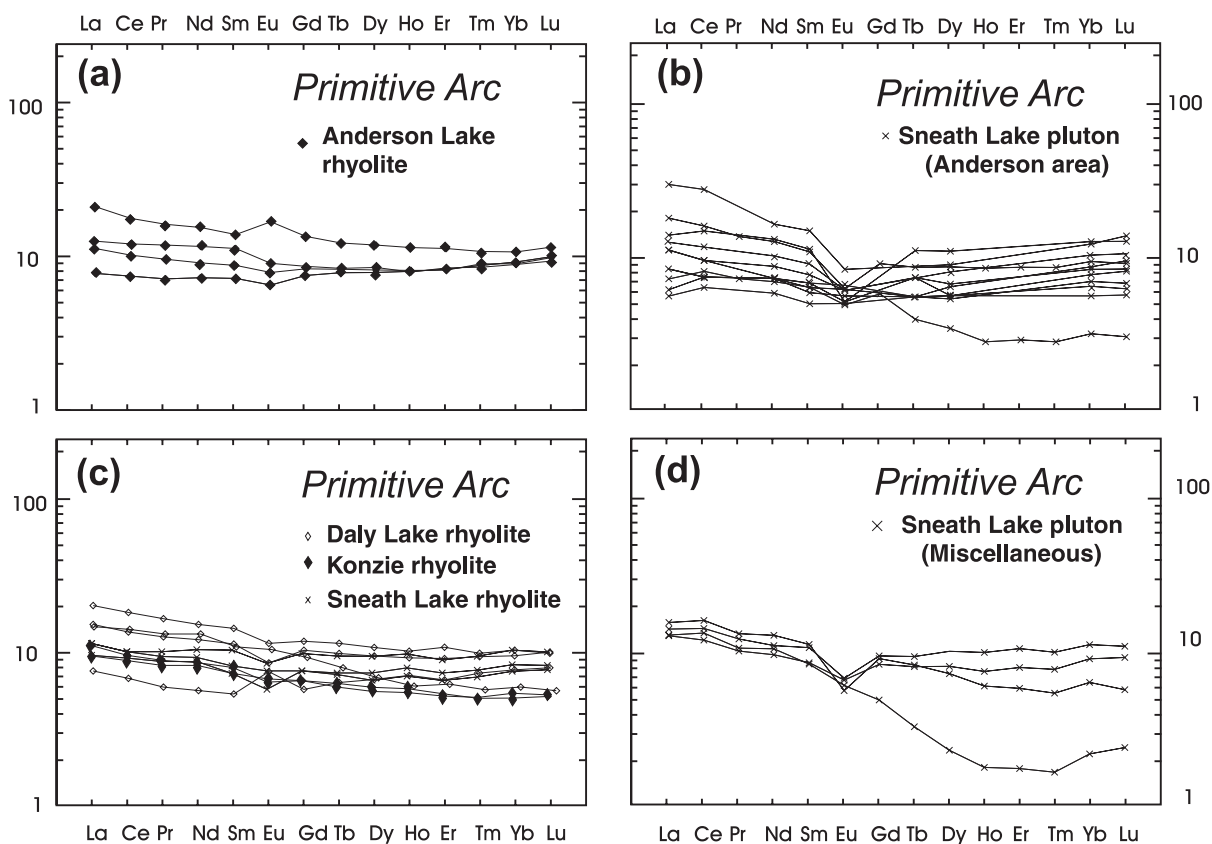 La Ce Pr Nd Sm Eu Gd Tb Dy Ho Er Tm Yb Lu
La Ce Pr Nd Sm Eu Gd Tb Dy Ho Er Tm Yb Lu
(a)
Primitive Arc
Anderson Lake
rhyolite
100
10
1
(b)
Primitive Arc
Sneath Lake pluton
(Anderson area)
100
10
1
(c)
Primitive Arc
Daly Lake rhyolite
Konzie rhyolite
Sneath Lake rhyolite
100
10
1
(d)
Primitive Arc
Sneath Lake pluton
(Miscellaneous)
100
10
1
La Ce Pr Nd Sm Eu Gd Tb Dy Ho Er Tm Yb Lu
La Ce Pr Nd Sm Eu Gd Tb Dy Ho Er Tm Yb Lu